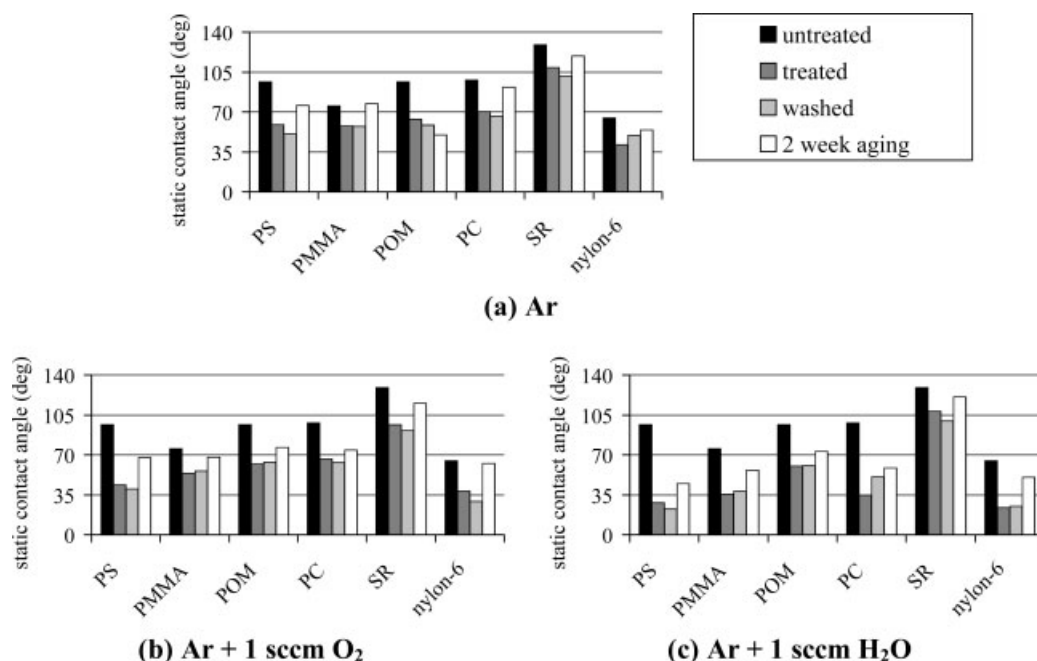 static contact angle (deg)
140
105
70
35
0
PS
PMMA
POM
PC
SR
nylon-6
untreated
treated
washed
2 week aging
(a) Ar
static contact angle (deg)
140
105
70
35
0
PS
PMMA
POM
PC
SR
nylon-6
(b) Ar + 1 sccm O₂
static contact angle (deg)
140
105
70
35
0
PS
PMMA
POM
PC
SR
nylon-6
(c) Ar + 1 sccm H₂O